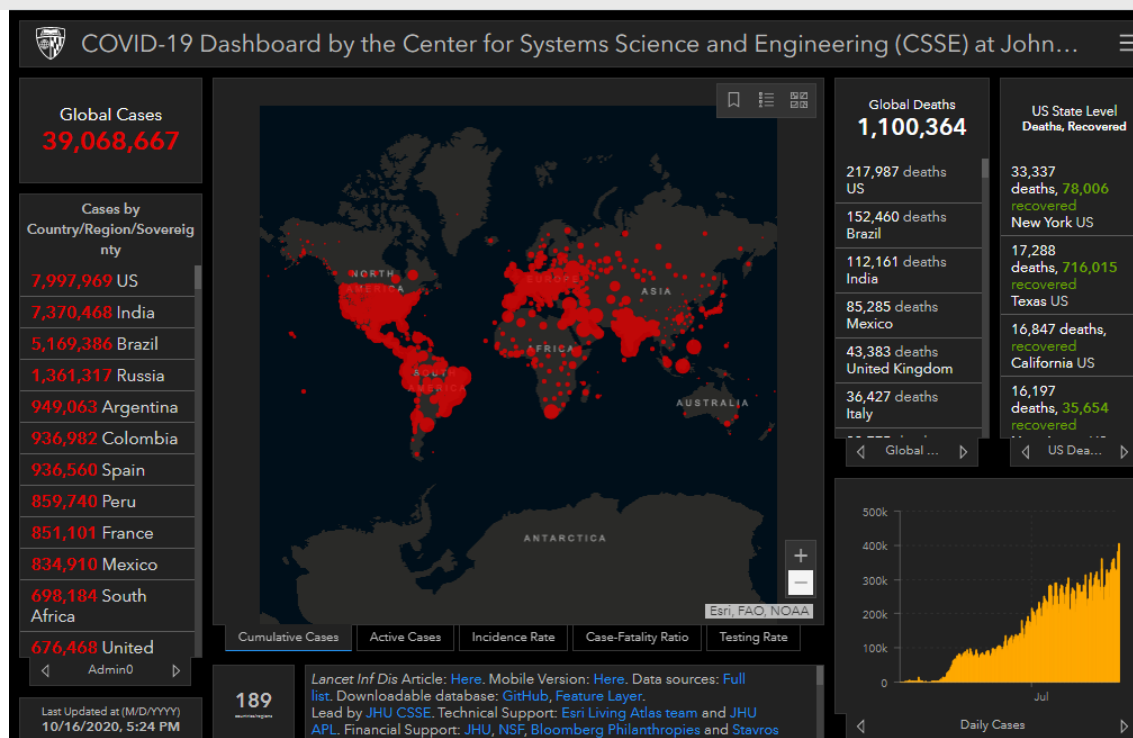 COVID-19 Dashboard by the Center for Systems Science and Engineering (CSSE) at John...
Global Cases
39,068,667
Cases by
Country/Region/Sovereig
nty
7,997,969 US
7,370,468 India
5,169,386 Brazil
1,361,317 Russia
949,063 Argentina
936,982 Colombia
936,560 Spain
859,740 Peru
851,101 France
834,910 Mexico
698,184 South
Africa
676,468 United
Admin0
Last Updated at (M/D/YYYY)
10/16/2020, 5:24 PM
NORTH
AMERICA
SOUTH
AMERICA
EUROPE
ASIA
AFRICA
AUSTRALIA
ANTARCTICA
+
−
Esri, FAO, NOAA
Cumulative Cases
Active Cases
Incidence Rate
Case-Fatality Ratio
Testing Rate
189
countries/regions
Lancet Inf Dis Article: Here. Mobile Version: Here. Data sources: Full
list. Downloadable database: GitHub, Feature Layer.
Lead by JHU CSSE. Technical Support: Esri Living Atlas team and JHU
APL. Financial Support: JHU, NSF, Bloomberg Philanthropies and Stavros
Global Deaths
1,100,364
217,987 deaths
US
152,460 deaths
Brazil
112,161 deaths
India
85,285 deaths
Mexico
43,383 deaths
United Kingdom
36,427 deaths
Italy
Global ...
US State Level
Deaths, Recovered
33,337
deaths, 78,006
recovered
New York US
17,288
deaths, 716,015
recovered
Texas US
16,847 deaths,
recovered
California US
16,197
deaths, 35,654
recovered
US Dea...
500k
400k
300k
200k
100k
0
Jul
Daily Cases